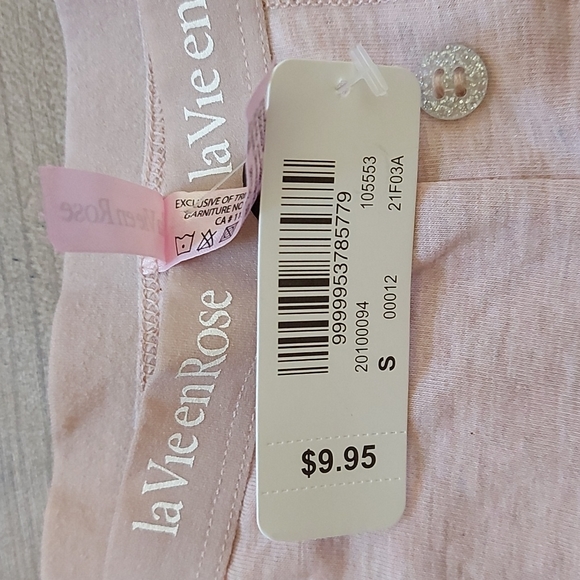 la Vie en
la Vie en Rose
la Vie en Rose
EXCLUSIVE OF TRI
GARNITURE NO
CA # 1
9999953785779
105553
21F03A
20100094
00012
S
$9.95